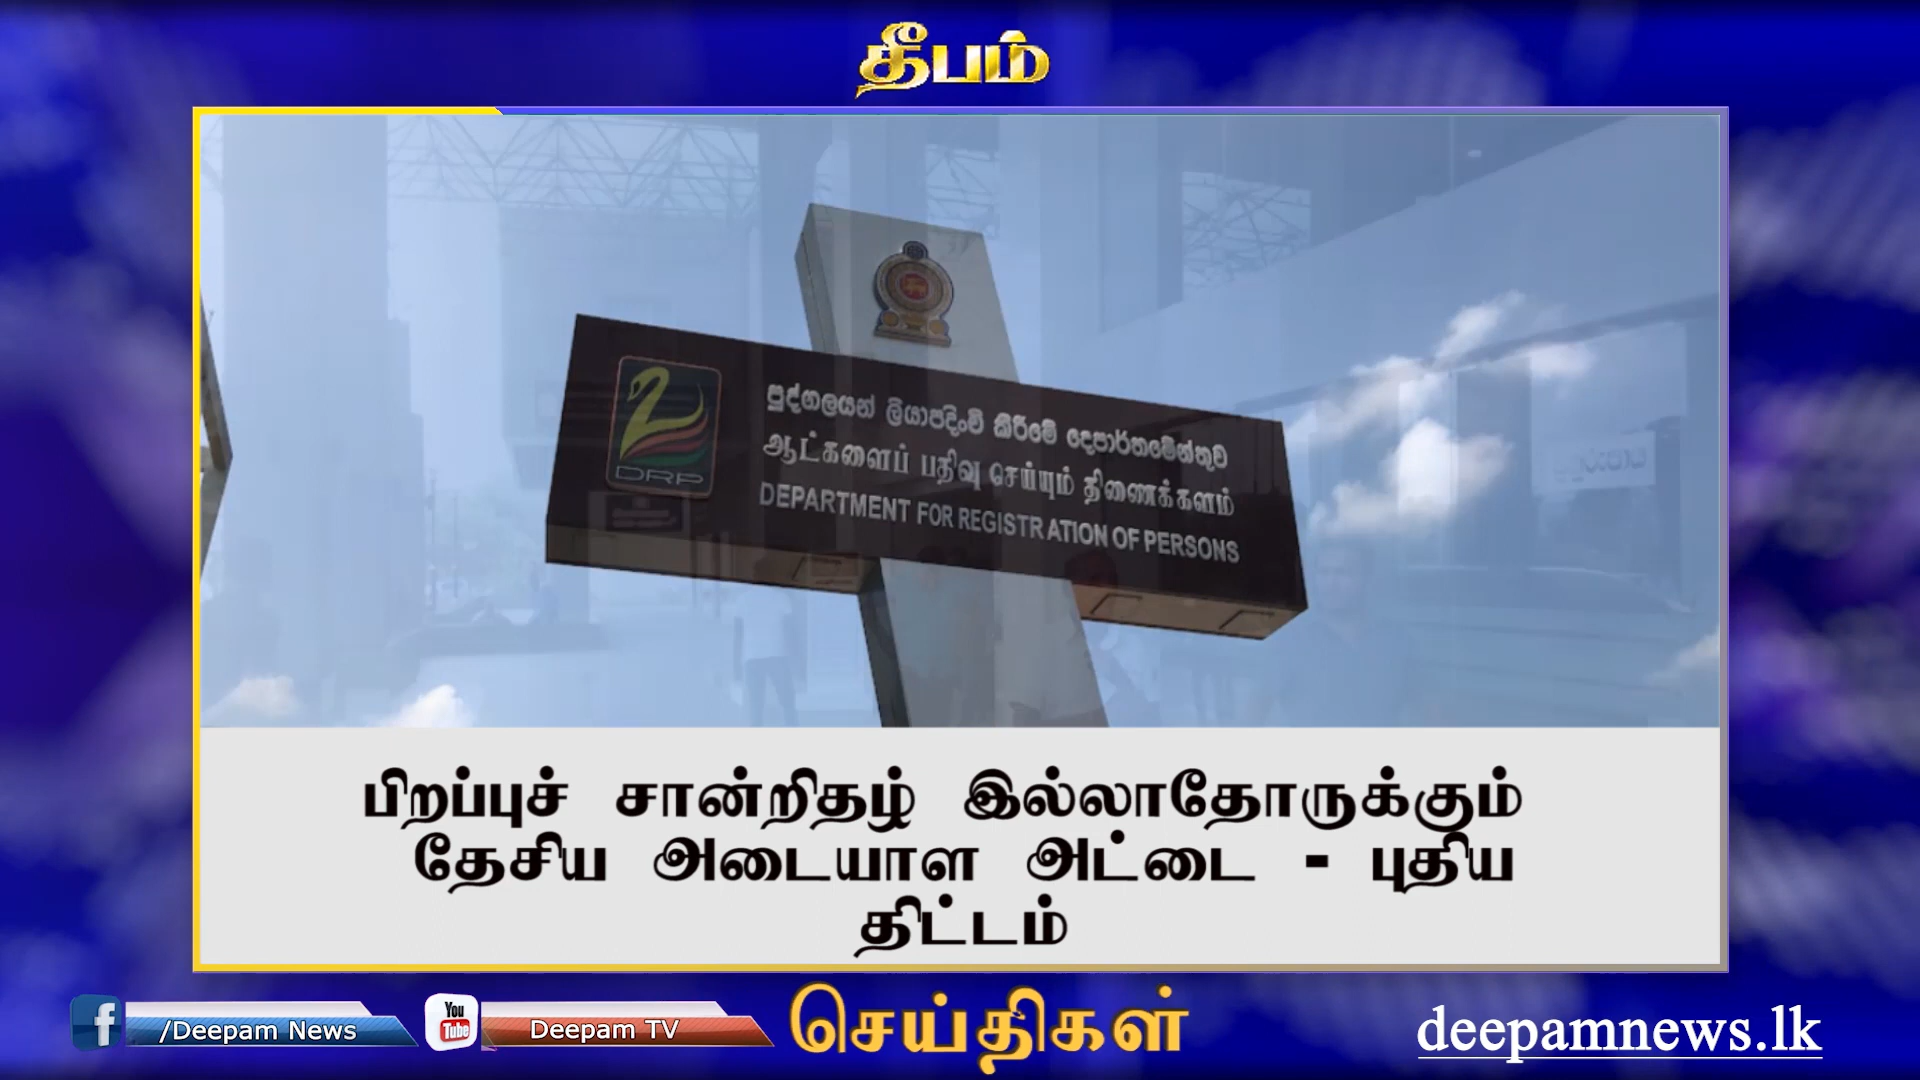 தீபம்
DRP
පුද්ගලයන් ලියාපදිංචි කිරීමේ දෙපාර්තමේන්තුව
ஆட்களைப் பதிவு செய்யும் திணைக்களம்
DEPARTMENT FOR REGISTRATION OF PERSONS
பிறப்புச் சான்றிதழ் இல்லாதோருக்கும்
தேசிய அடையாள அட்டை - புதிய
திட்டம்
/Deepam News
You Tube
Deepam TV
செய்திகள்
deepamnews.lk